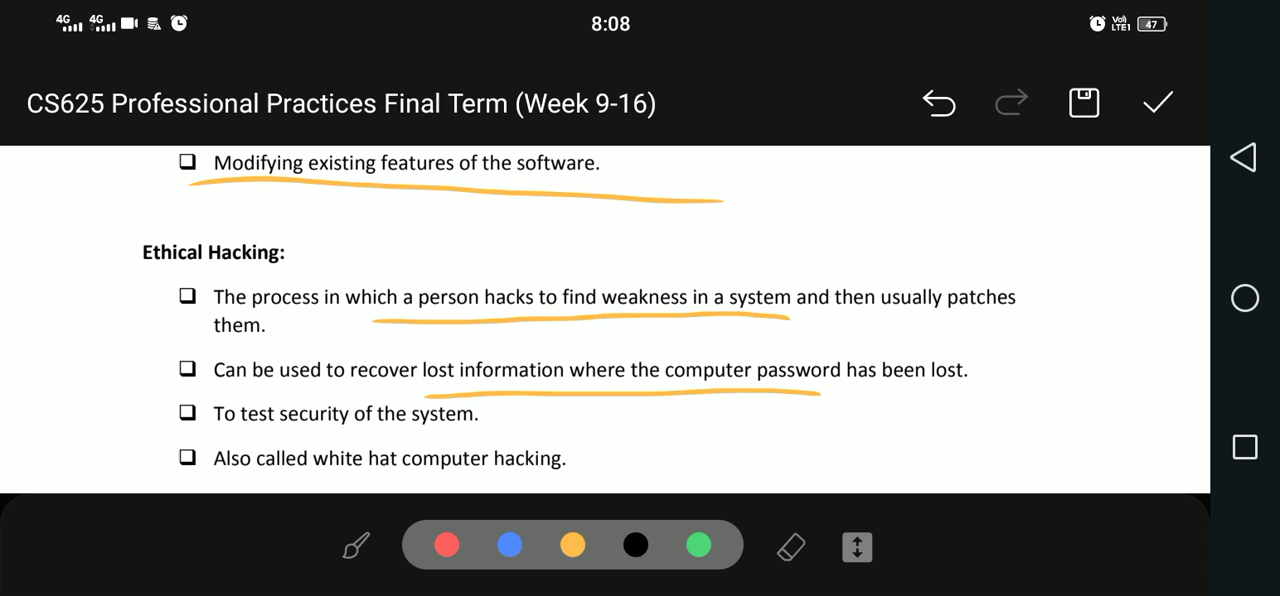 4G 4G 8:08 Vo) LTE1 47
CS625 Professional Practices Final Term (Week 9-16)
❑ Modifying existing features of the software.
Ethical Hacking:
❑ The process in which a person hacks to find weakness in a system and then usually patches
them.
❑ Can be used to recover lost information where the computer password has been lost.
❑ To test security of the system.
❑ Also called white hat computer hacking.